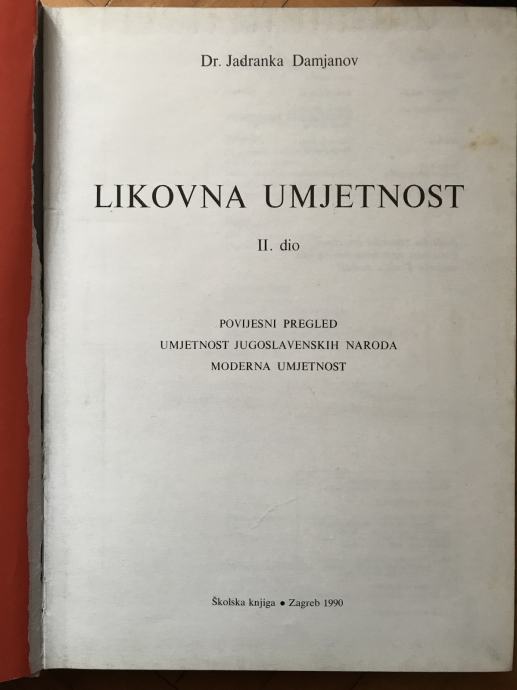 Dr. Jadranka Damjanov
LIKOVNA UMJETNOST
II. dio
POVIJESNI PREGLED
UMJETNOST JUGOSLAVENSKIH NARODA
MODERNA UMJETNOST
Školska knjiga • Zagreb 1990